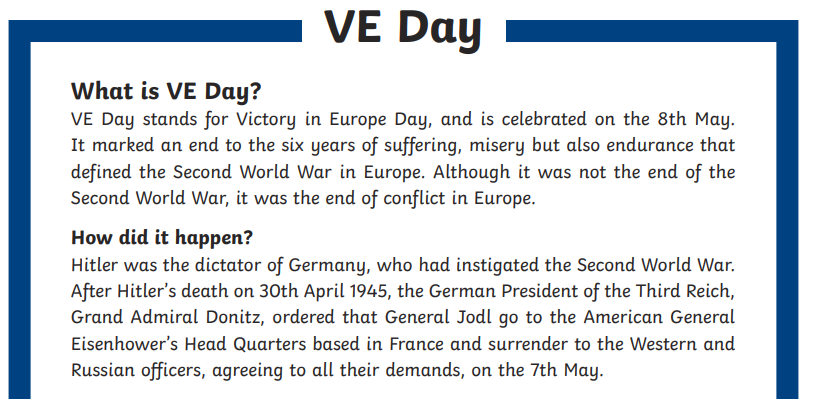 VE Day
What is VE Day?
VE Day stands for Victory in Europe Day, and is celebrated on the 8th May.
It marked an end to the six years of suffering, misery but also endurance that
defined the Second World War in Europe. Although it was not the end of the
Second World War, it was the end of conflict in Europe.
How did it happen?
Hitler was the dictator of Germany, who had instigated the Second World War.
After Hitler's death on 30th April 1945, the German President of the Third Reich,
Grand Admiral Donitz, ordered that General Jodl go to the American General
Eisenhower's Head Quarters based in France and surrender to the Western and
Russian officers, agreeing to all their demands, on the 7th May.